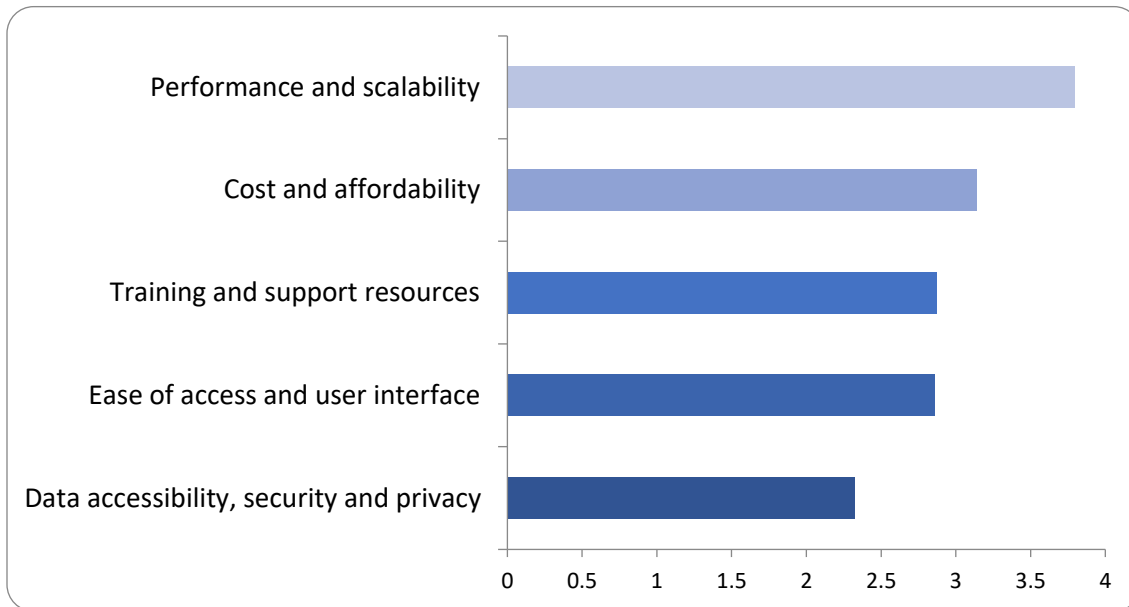 Performance and scalability
Cost and affordability
Training and support resources
Ease of access and user interface
Data accessibility, security and privacy
0 0.5 1 1.5 2 2.5 3 3.5 4